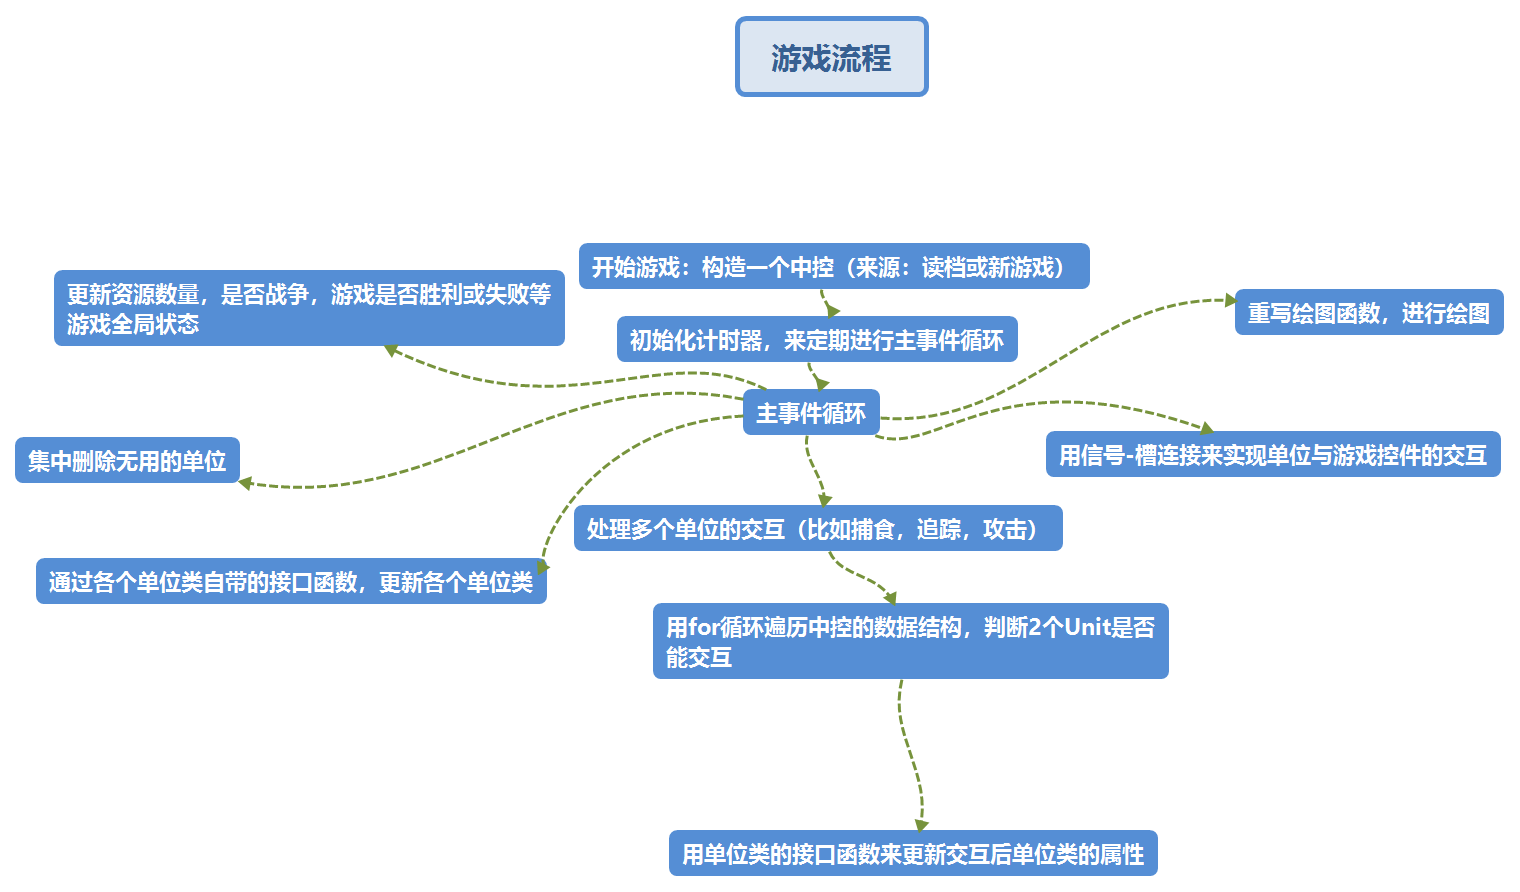 游戏流程
开始游戏：构造一个中控（来源：读档或新游戏）
更新资源数量，是否战争，游戏是否胜利或失败等
游戏全局状态
重写绘图函数，进行绘图
初始化计时器，来定期进行主事件循环
主事件循环
集中删除无用的单位
用信号-槽连接来实现单位与游戏控件的交互
处理多个单位的交互（比如捕食，追踪，攻击）
通过各个单位类自带的接口函数，更新各个单位类
用for循环遍历中控的数据结构，判断2个Unit是否
能交互
用单位类的接口函数来更新交互后单位类的属性